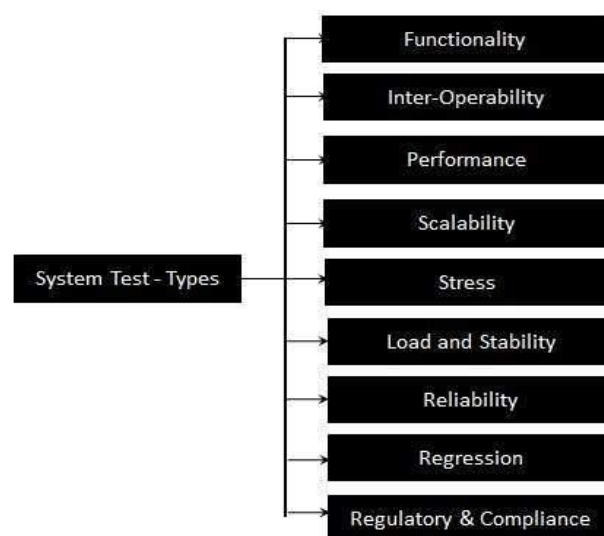 System Test - Types
Functionality
Inter-Operability
Performance
Scalability
Stress
Load and Stability
Reliability
Regression
Regulatory & Compliance